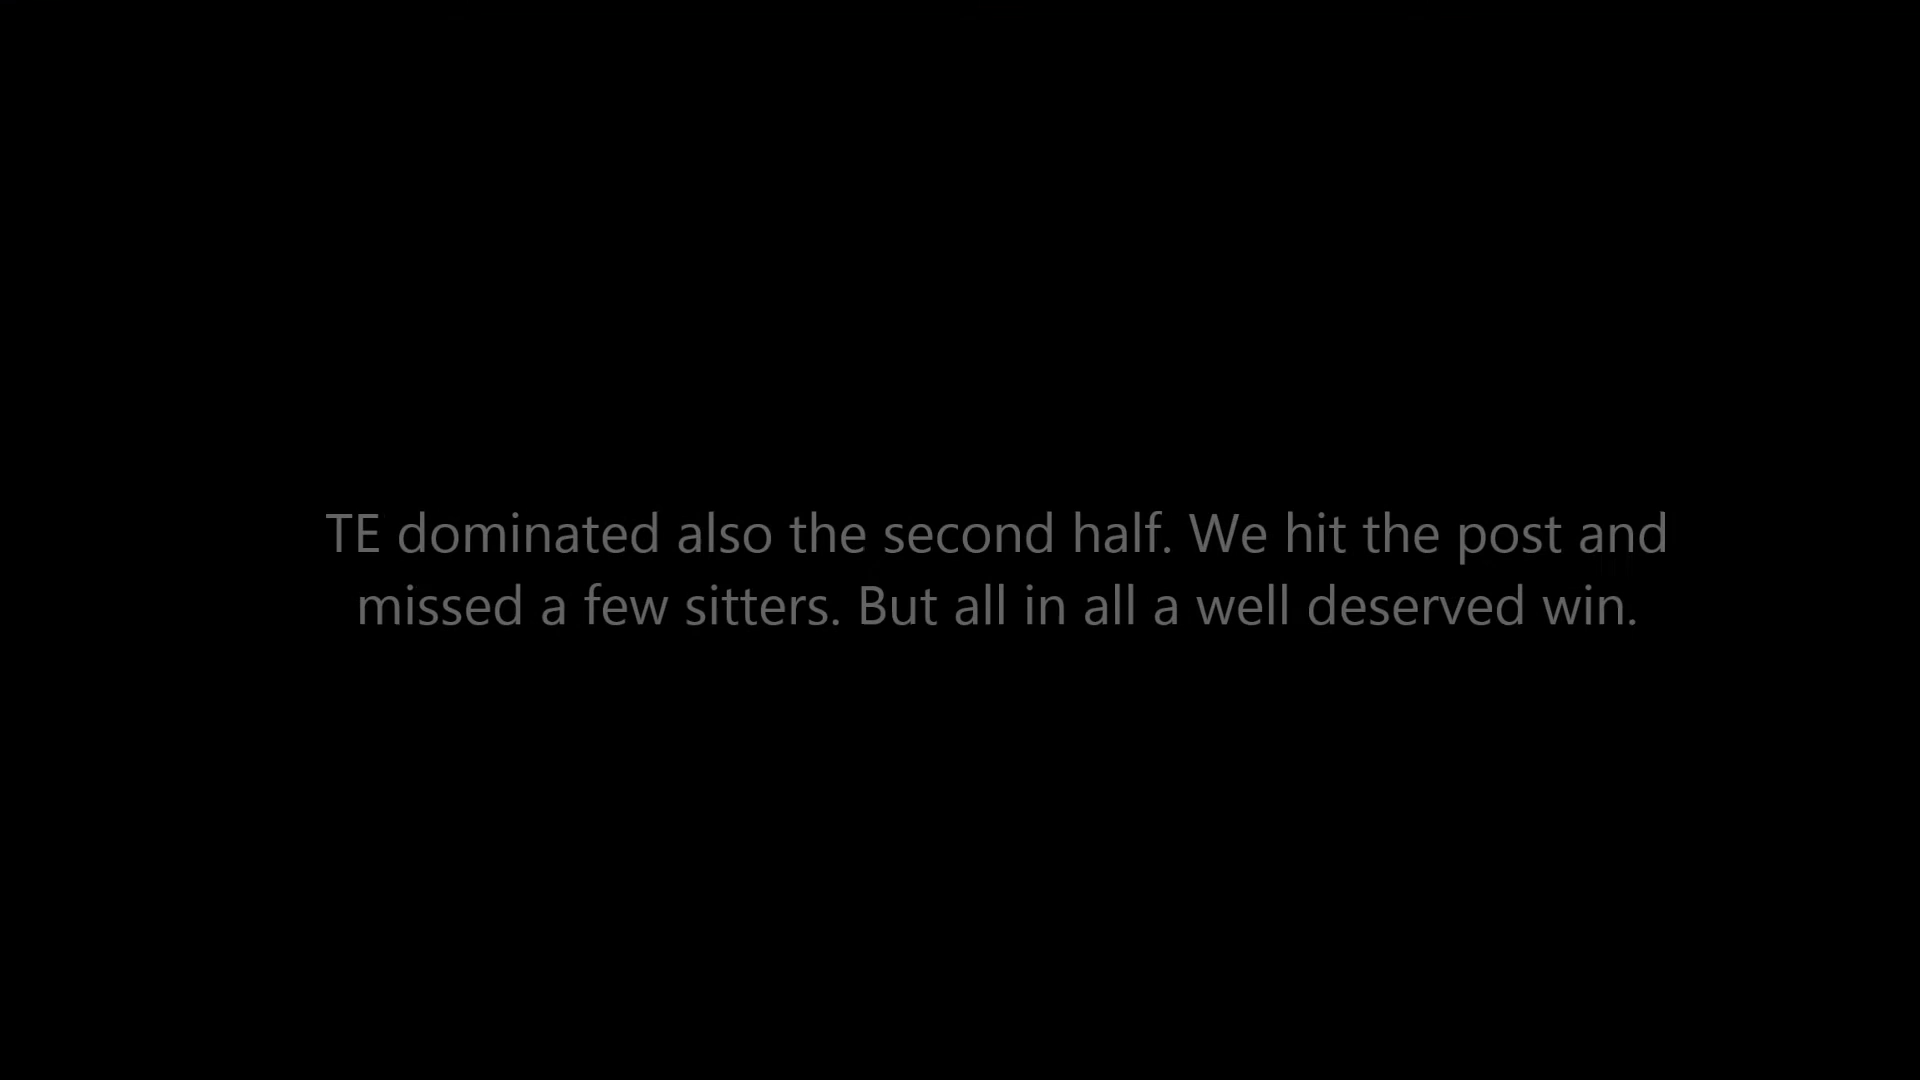 TE dominated also the second half. We hit the post and
missed a few sitters. But all in all a well deserved win.